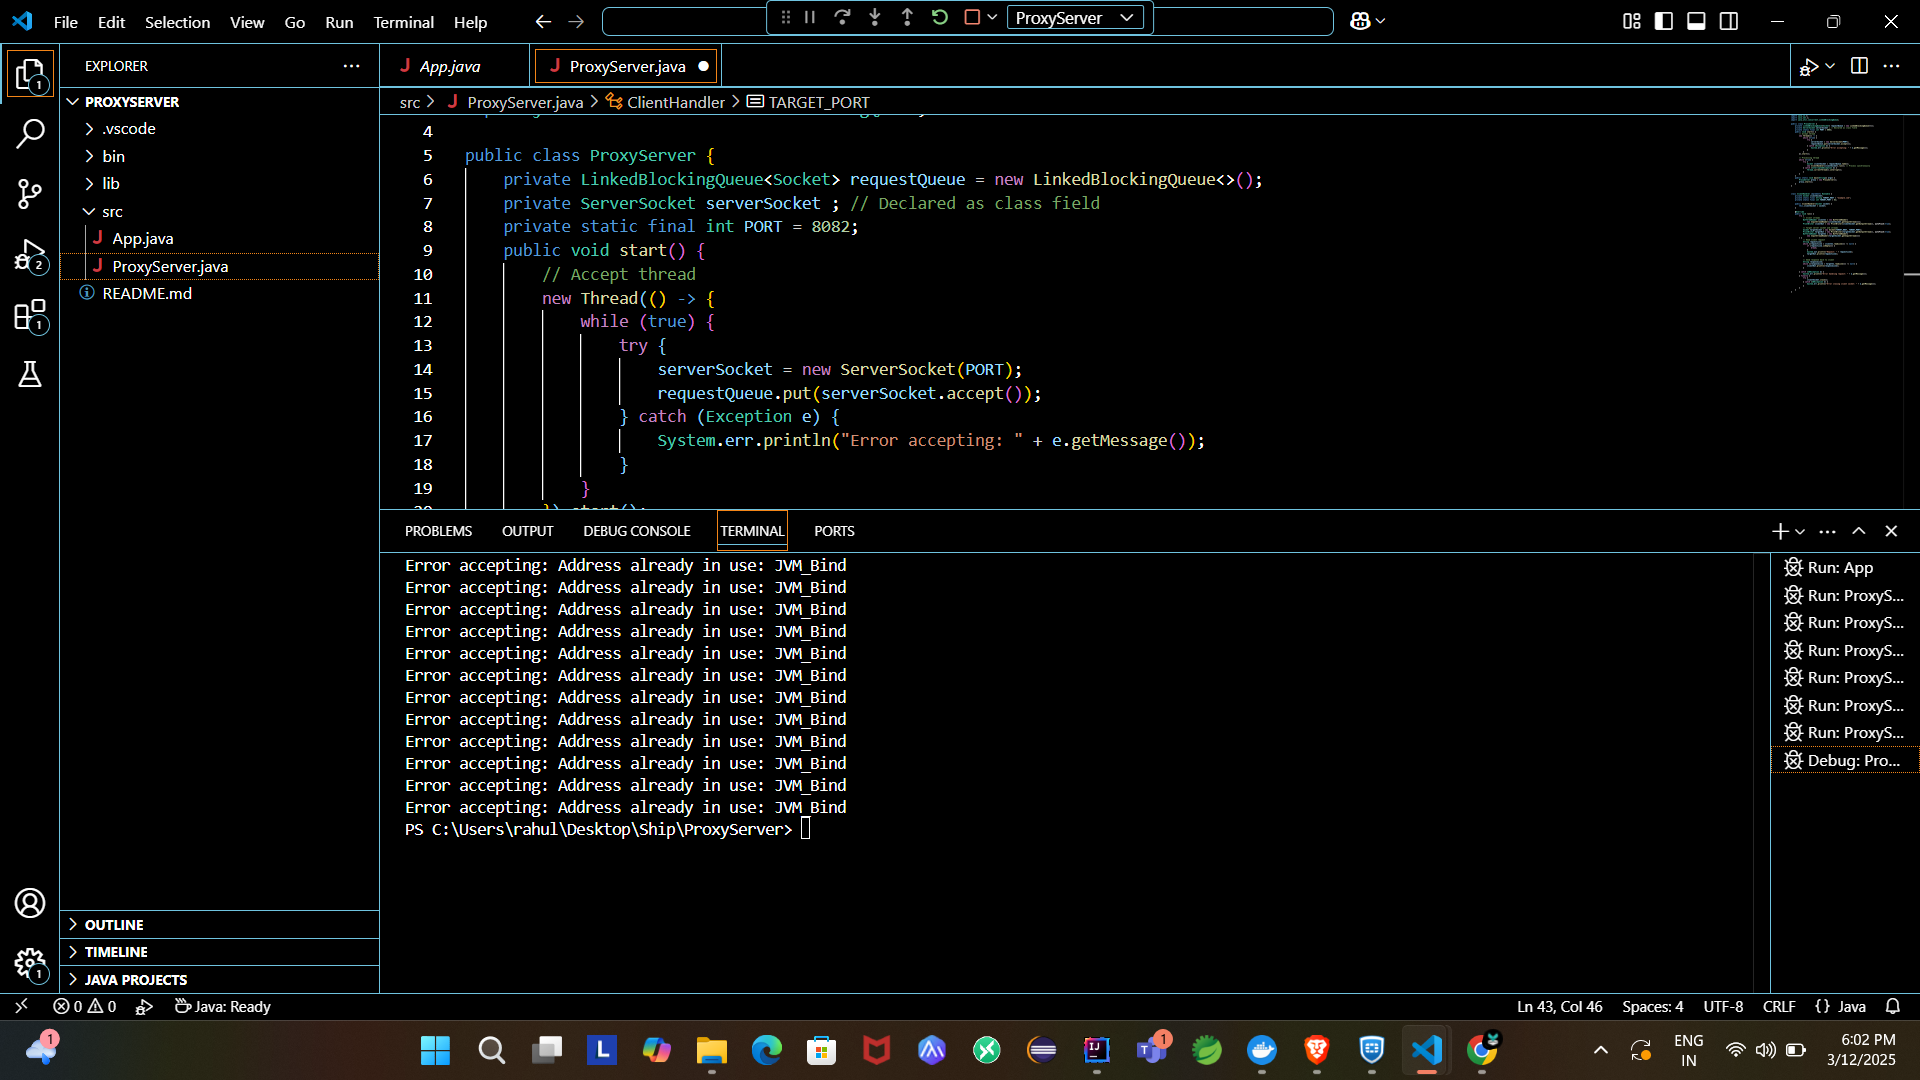 File Edit Selection View Go Run Terminal Help
ProxyServer
EXPLORER
PROXYSERVER
.vscode
bin
lib
src
App.java
ProxyServer.java
README.md
OUTLINE
TIMELINE
JAVA PROJECTS
1
2
1
1
App.java
ProxyServer.java
src > ProxyServer.java > ClientHandler > TARGET_PORT
4
5 public class ProxyServer {
6 private LinkedBlockingQueue<Socket> requestQueue = new LinkedBlockingQueue<>();
7 private ServerSocket serverSocket ; // Declared as class field
8 private static final int PORT = 8082;
9 public void start() {
10 // Accept thread
11 new Thread(() -> {
12 while (true) {
13 try {
14 serverSocket = new ServerSocket(PORT);
15 requestQueue.put(serverSocket.accept());
16 } catch (Exception e) {
17 System.err.println("Error accepting: " + e.getMessage());
18 }
19 }
PROBLEMS OUTPUT DEBUG CONSOLE TERMINAL PORTS
Error accepting: Address already in use: JVM_Bind
Error accepting: Address already in use: JVM_Bind
Error accepting: Address already in use: JVM_Bind
Error accepting: Address already in use: JVM_Bind
Error accepting: Address already in use: JVM_Bind
Error accepting: Address already in use: JVM_Bind
Error accepting: Address already in use: JVM_Bind
Error accepting: Address already in use: JVM_Bind
Error accepting: Address already in use: JVM_Bind
Error accepting: Address already in use: JVM_Bind
Error accepting: Address already in use: JVM_Bind
Error accepting: Address already in use: JVM_Bind
PS C:\Users\rahul\Desktop\Ship\ProxyServer>
Run: App
Run: ProxyS...
Run: ProxyS...
Run: ProxyS...
Run: ProxyS...
Run: ProxyS...
Run: ProxyS...
Debug: Pro...
0 0 Java: Ready
Ln 43, Col 46 Spaces: 4 UTF-8 CRLF {} Java
1
L
IJ
1
ENG
IN
6:02 PM
3/12/2025